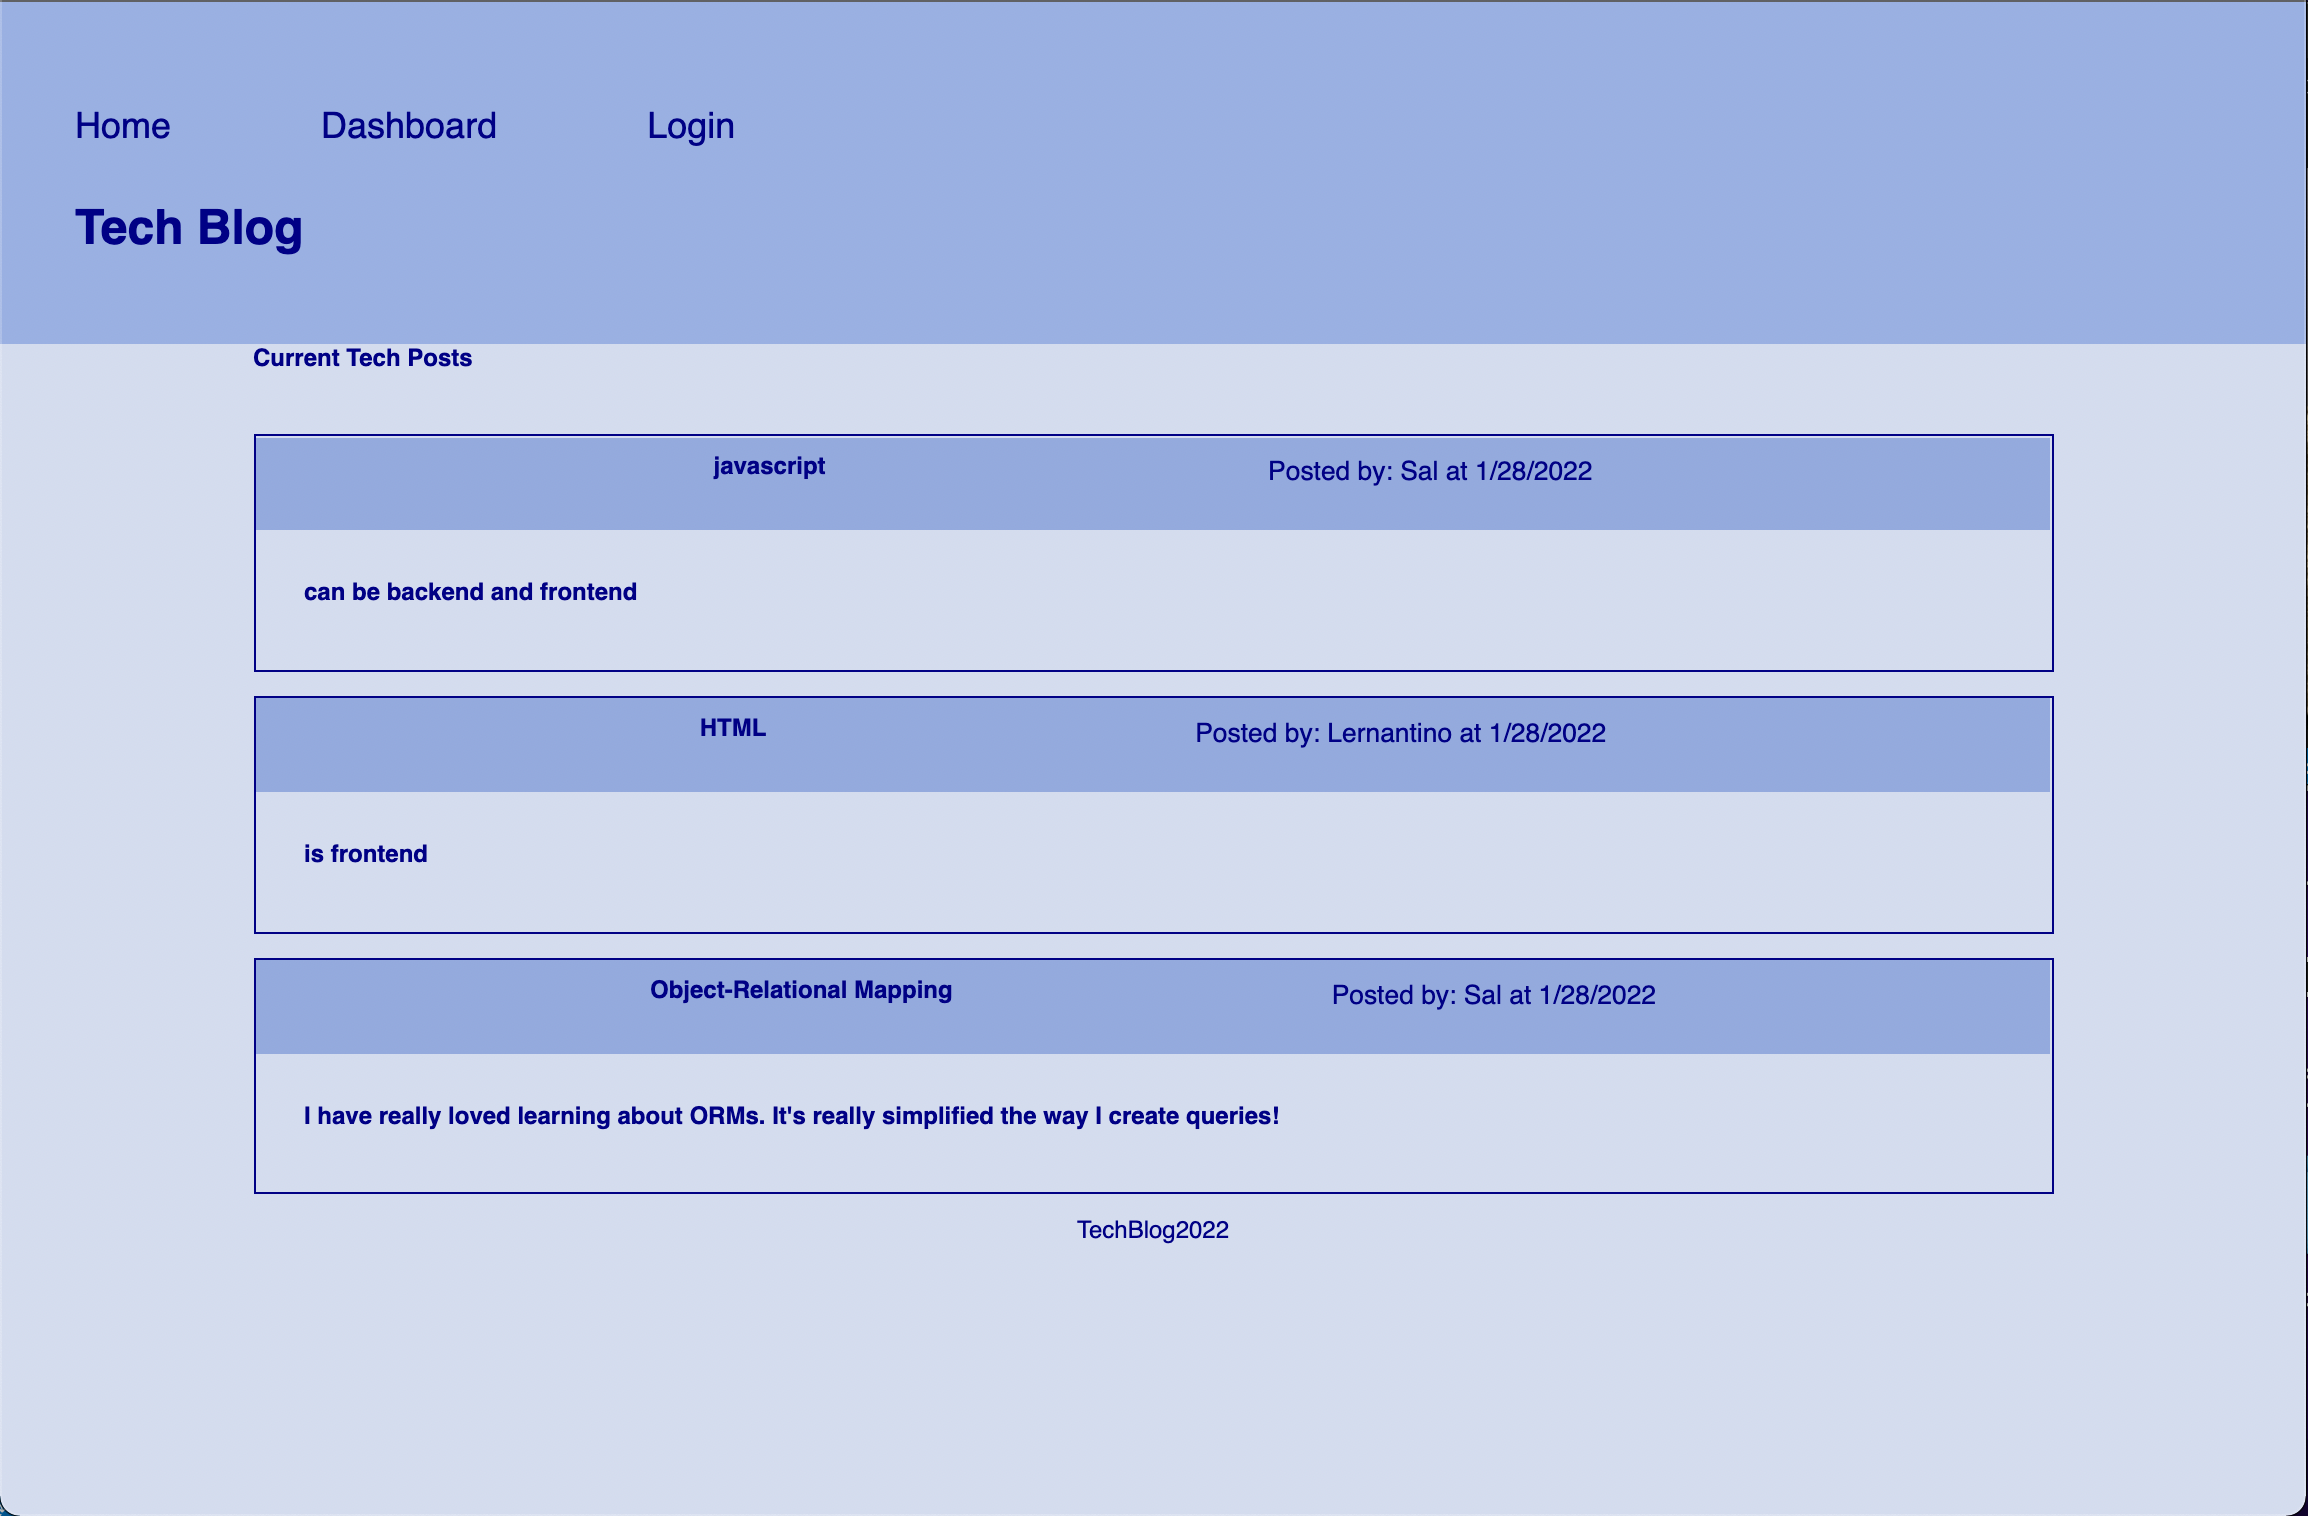 Home Dashboard Login
Tech Blog
Current Tech Posts
javascript Posted by: Sal at 1/28/2022
can be backend and frontend
HTML Posted by: Lernantino at 1/28/2022
is frontend
Object-Relational Mapping Posted by: Sal at 1/28/2022
I have really loved learning about ORMs. It's really simplified the way I create queries!
TechBlog2022